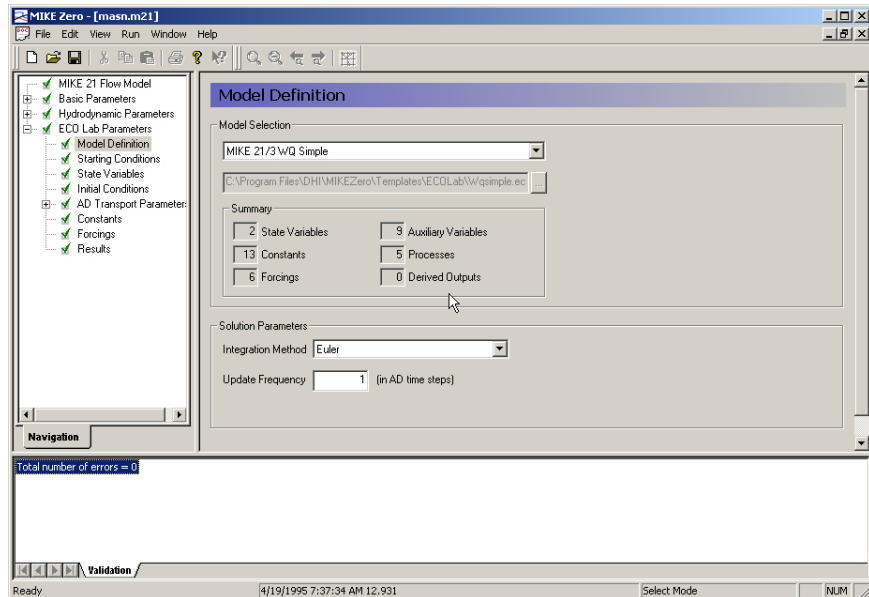 MIKE Zero - [masn.m21]
File Edit View Run Window Help
MIKE 21 Flow Model
Basic Parameters
Hydrodynamic Parameters
ECO Lab Parameters
Model Definition
Starting Conditions
State Variables
Initial Conditions
AD Transport Parameter:
Constants
Forcings
Results
Navigation
Model Definition
Model Selection
MIKE 21/3 WQ Simple
C:\Program Files\DHI\MIKEZero\Templates\ECOLab\Wqsimple.ec ...
Summary
2 State Variables 9 Auxiliary Variables
13 Constants 5 Processes
6 Forcings 0 Derived Outputs
Solution Parameters
Integration Method Euler
Update Frequency 1 (in AD time steps)
Total number of errors = 0
Validation
Ready 4/19/1995 7:37:34 AM 12.931 Select Mode NUM